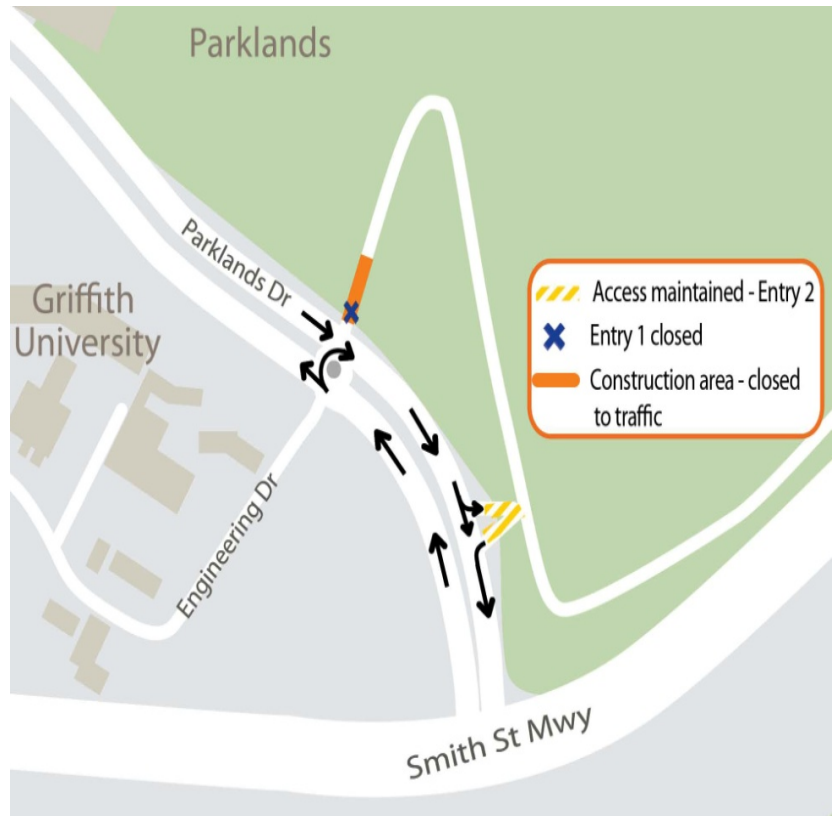 Parklands
Parklands Dr
Griffith
University
Access maintained - Entry 2
Entry 1 closed
Construction area - closed
to traffic
Engineering Dr
Smith St Mwy